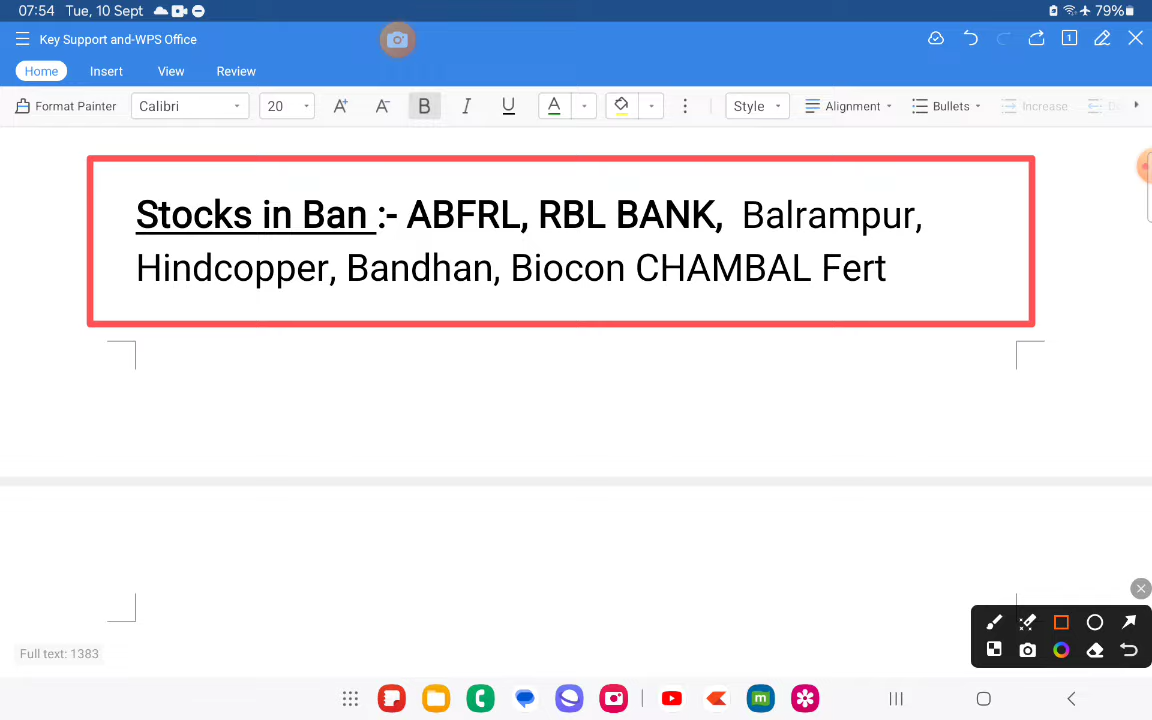 07:54 Tue, 10 Sept 79%
Key Support and-WPS Office 1
Home Insert View Review
Format Painter Calibri 20 A+ A- B I U A Style Alignment Bullets Increase
Stocks in Ban :- ABFRL, RBL BANK, Balrampur,
Hindcopper, Bandhan, Biocon CHAMBAL Fert
Full text: 1383
m